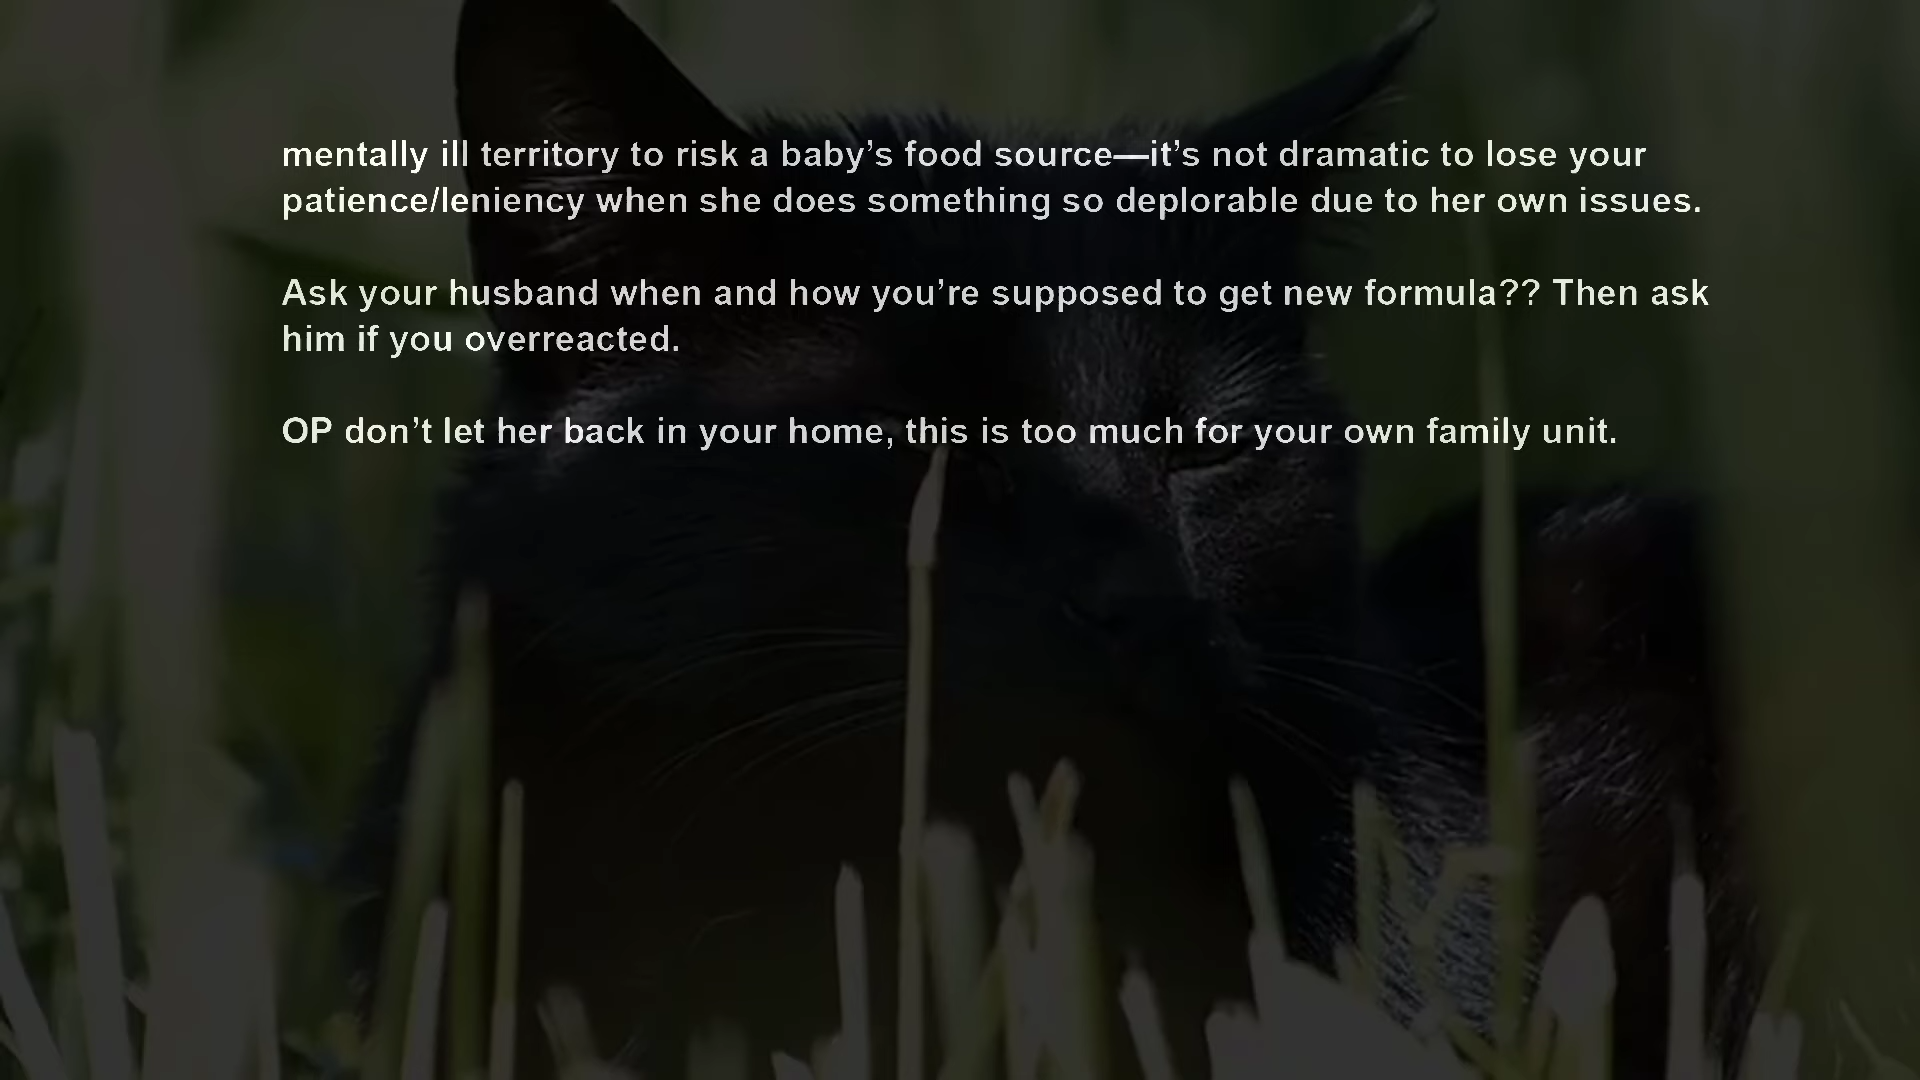 mentally ill territory to risk a baby’s food source—it’s not dramatic to lose your
patience/leniency when she does something so deplorable due to her own issues.
Ask your husband when and how you’re supposed to get new formula?? Then ask
him if you overreacted.
OP don’t let her back in your home, this is too much for your own family unit.